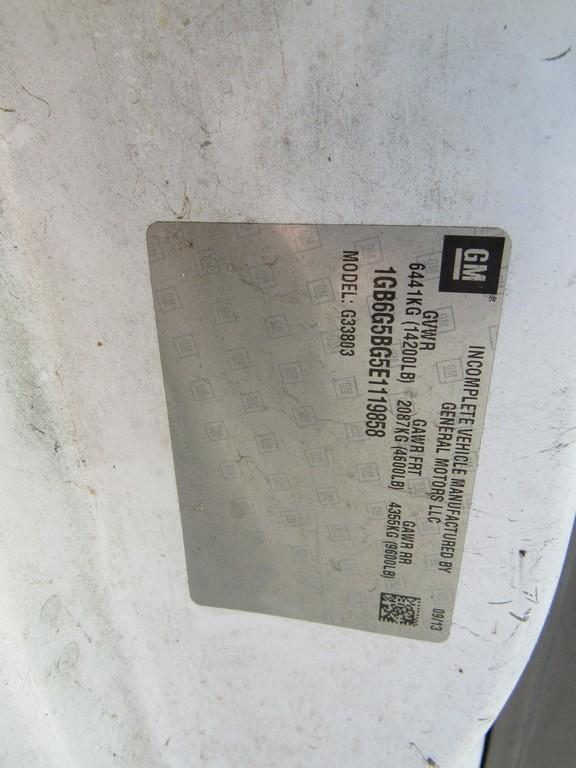 GM®
INCOMPLETE VEHICLE MANUFACTURED BY
GENERAL MOTORS LLC
09/13
GVWR GAWR FRT GAWR RR
6441KG (14200LB) 2087KG (4600LB) 4355KG (9600LB)
1GB6G5BG5E1119858
MODEL: G33803